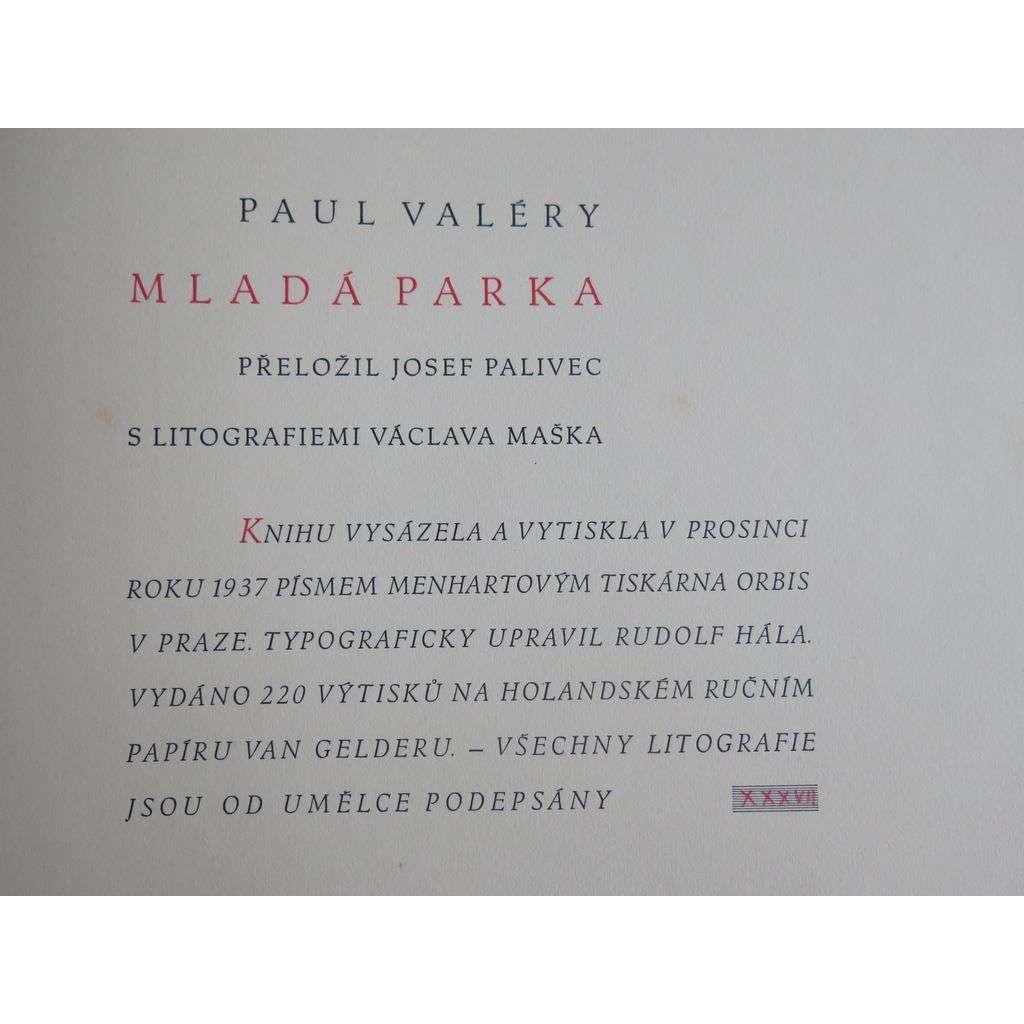 PAUL VALÉRY
MLADÁ PARKA
PŘELOŽIL JOSEF PALIVEC
S LITOGRAFIEMI VÁCLAVA MAŠKA
KNIHU VYSÁZELA A VYTISKLA V PROSINCI
ROKU 1937 PÍSMEM MENHARTOVÝM TISKÁRNA ORBIS
V PRAZE. TYPOGRAFICKY UPRAVIL RUDOLF HÁLA.
VYDÁNO 220 VÝTISKŮ NA HOLANDSKÉM RUČNÍM
PAPÍRU VAN GELDERU. – VŠECHNY LITOGRAFIE
JSOU OD UMĚLCE PODEPSÁNY XXXVII